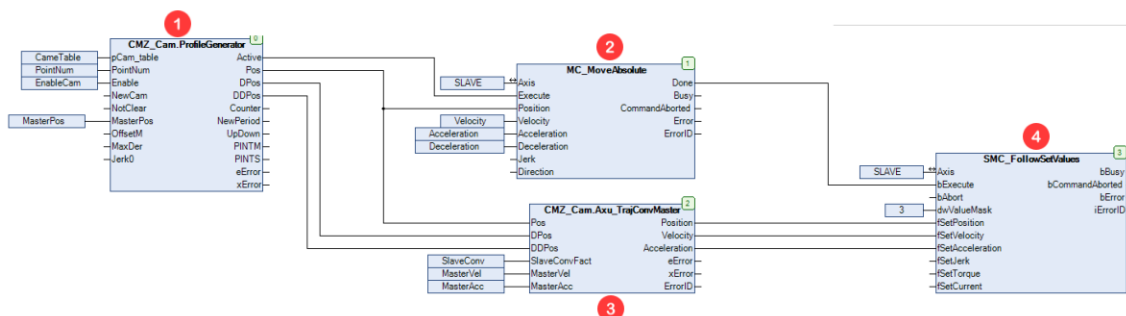 1
CMZ_Cam.ProfileGenerator
0
CameTable
pCam_table
Active
PointNum
PointNum
Pos
EnableCam
Enable
DPos
NewCam
DDPos
NotClear
Counter
MasterPos
MasterPos
NewPeriod
OffsetM
UpDown
MaxDer
PINTM
Jerk0
PINTS
eError
xError
2
MC_MoveAbsolute
1
SLAVE
Axis
Done
Execute
Busy
Position
CommandAborted
Velocity
Velocity
Error
Acceleration
Acceleration
ErrorID
Deceleration
Deceleration
Jerk
Direction
CMZ_Cam.Axu_TrajConvMaster
2
Pos
Position
DPos
Velocity
DDPos
Acceleration
SlaveConv
SlaveConvFact
eError
MasterVel
MasterVel
xError
MasterAcc
MasterAcc
ErrorID
3
4
SMC_FollowSetValues
3
SLAVE
Axis
bBusy
bExecute
bCommandAborted
bAbort
bError
3
dwValueMask
iErrorID
fSetPosition
fSetVelocity
fSetAcceleration
fSetJerk
fSetTorque
fSetCurrent